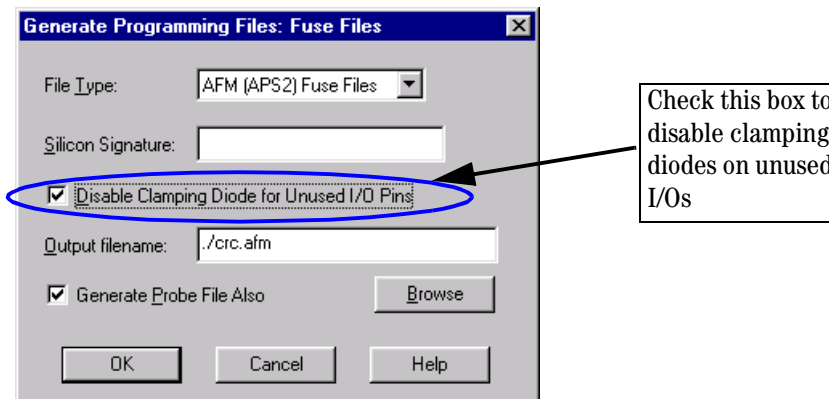 Generate Programming Files: Fuse Files
File Type: AFM (APS2) Fuse Files
Silicon Signature:
Disable Clamping Diode for Unused I/O Pins
Output filename: ./crc.afm
Generate Probe File Also Browse
OK Cancel Help
Check this box to
disable clamping
diodes on unused
I/Os